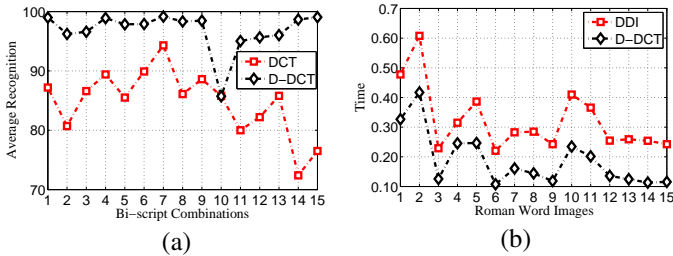 Average Recognition
100
90
80
70
DCT
D−DCT
1 2 3 4 5 6 7 8 9 10 11 12 13 14 15
Bi−script Combinations
(a)
Time
0.7
0.60
0.50
0.40
0.30
0.20
0.10
DDI
D−DCT
1 2 3 4 5 6 7 8 9 10 11 12 13 14 15
Roman Word Images
(b)